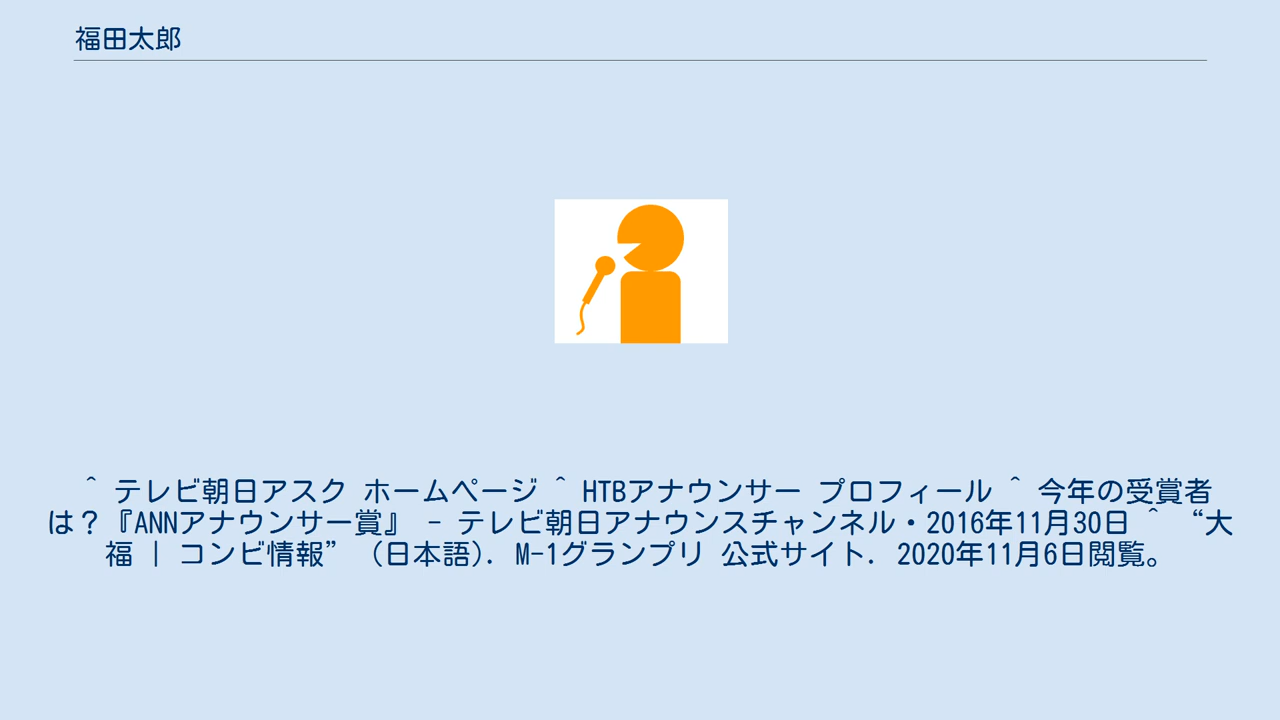 福田太郎
^ テレビ朝日アスク ホームページ ^ HTBアナウンサー プロフィール ^ 今年の受賞者
は？『ANNアナウンサー賞』 - テレビ朝日アナウンスチャンネル・2016年11月30日 ^ “大
福 | コンビ情報” (日本語). M-1グランプリ 公式サイト. 2020年11月6日閲覧。